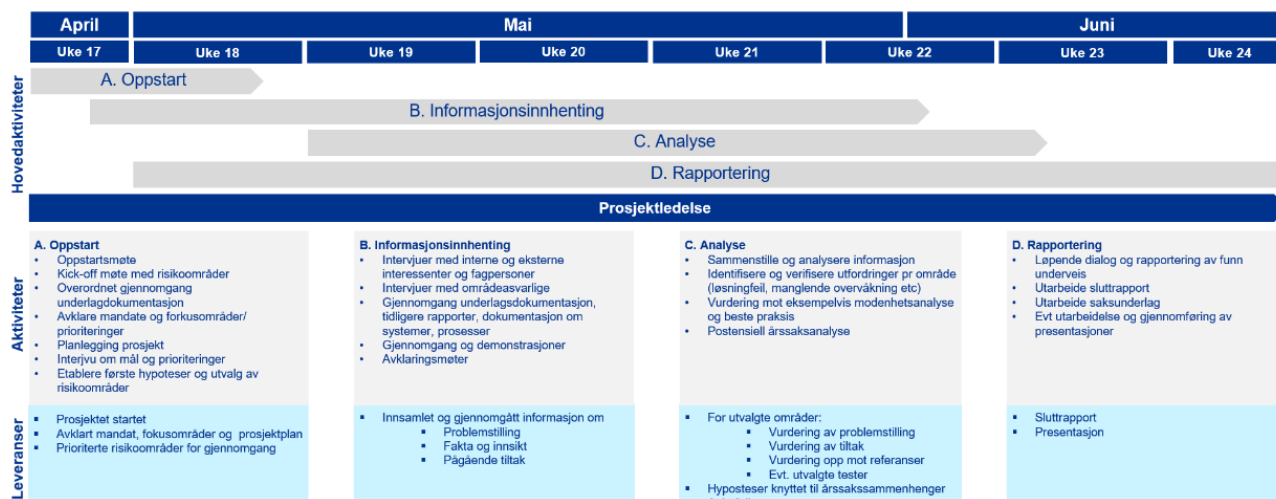 April
Mai
Juni
Uke 17
Uke 18
Uke 19
Uke 20
Uke 21
Uke 22
Uke 23
Uke 24
Hovedaktiviteter
A. Oppstart
B. Informasjonsinnhenting
C. Analyse
D. Rapportering
Prosjektledelse
Aktiviteter
A. Oppstart
• Oppstartsmøte
• Kick-off møte med risikoområder
• Overordnet gjennomgang
underlagdokumentasjon
• Avklare mandate og forkusområder/
prioriteringer
• Planlegging prosjekt
• Interjvu om mål og prioriteringer
• Etablere første hypoteser og utvalg av
risikoområder
B. Informasjonsinnhenting
• Intervjuer med interne og eksterne
interessenter og fagpersoner
• Intervjuer med områdeasvarlige
• Gjennomgang underlagsdokumentasjon,
tidligere rapporter, dokumentasjon om
systemer, prosesser
• Gjennomgang og demonstrasjoner
• Avklaringsmøter
C. Analyse
• Sammenstille og analysere informasjon
• Identifisere og verifisere utfordringer pr område
(løsningfeil, manglende overvåkning etc)
• Vurdering mot eksempelvis modenhetsanalyse
og beste praksis
• Postensiell årssaksanalyse
D. Rapportering
• Løpende dialog og rapportering av funn
underveis
• Utarbeide sluttrapport
• Utarbeide saksunderlag
• Evt utarbeidelse og gjennomføring av
presentasjoner
Leveranser
▪ Prosjektet startet
▪ Avklart mandat, fokusområder og prosjektplan
▪ Prioriterte risikoområder for gjennomgang
▪ Innsamlet og gjennomgått informasjon om
▪ Problemstilling
▪ Fakta og innsikt
▪ Pågående tiltak
▪ For utvalgte områder:
▪ Vurdering av problemstilling
▪ Vurdering av tiltak
▪ Vurdering opp mot referanser
▪ Evt. utvalgte tester
▪ Hyposteser knyttet til årssakssammenhenger
▪ Sluttrapport
▪ Presentasjon